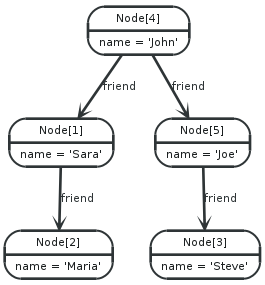 Node[4]
name = 'John'
friend
friend
Node[1]
name = 'Sara'
Node[5]
name = 'Joe'
friend
friend
Node[2]
name = 'Maria'
Node[3]
name = 'Steve'